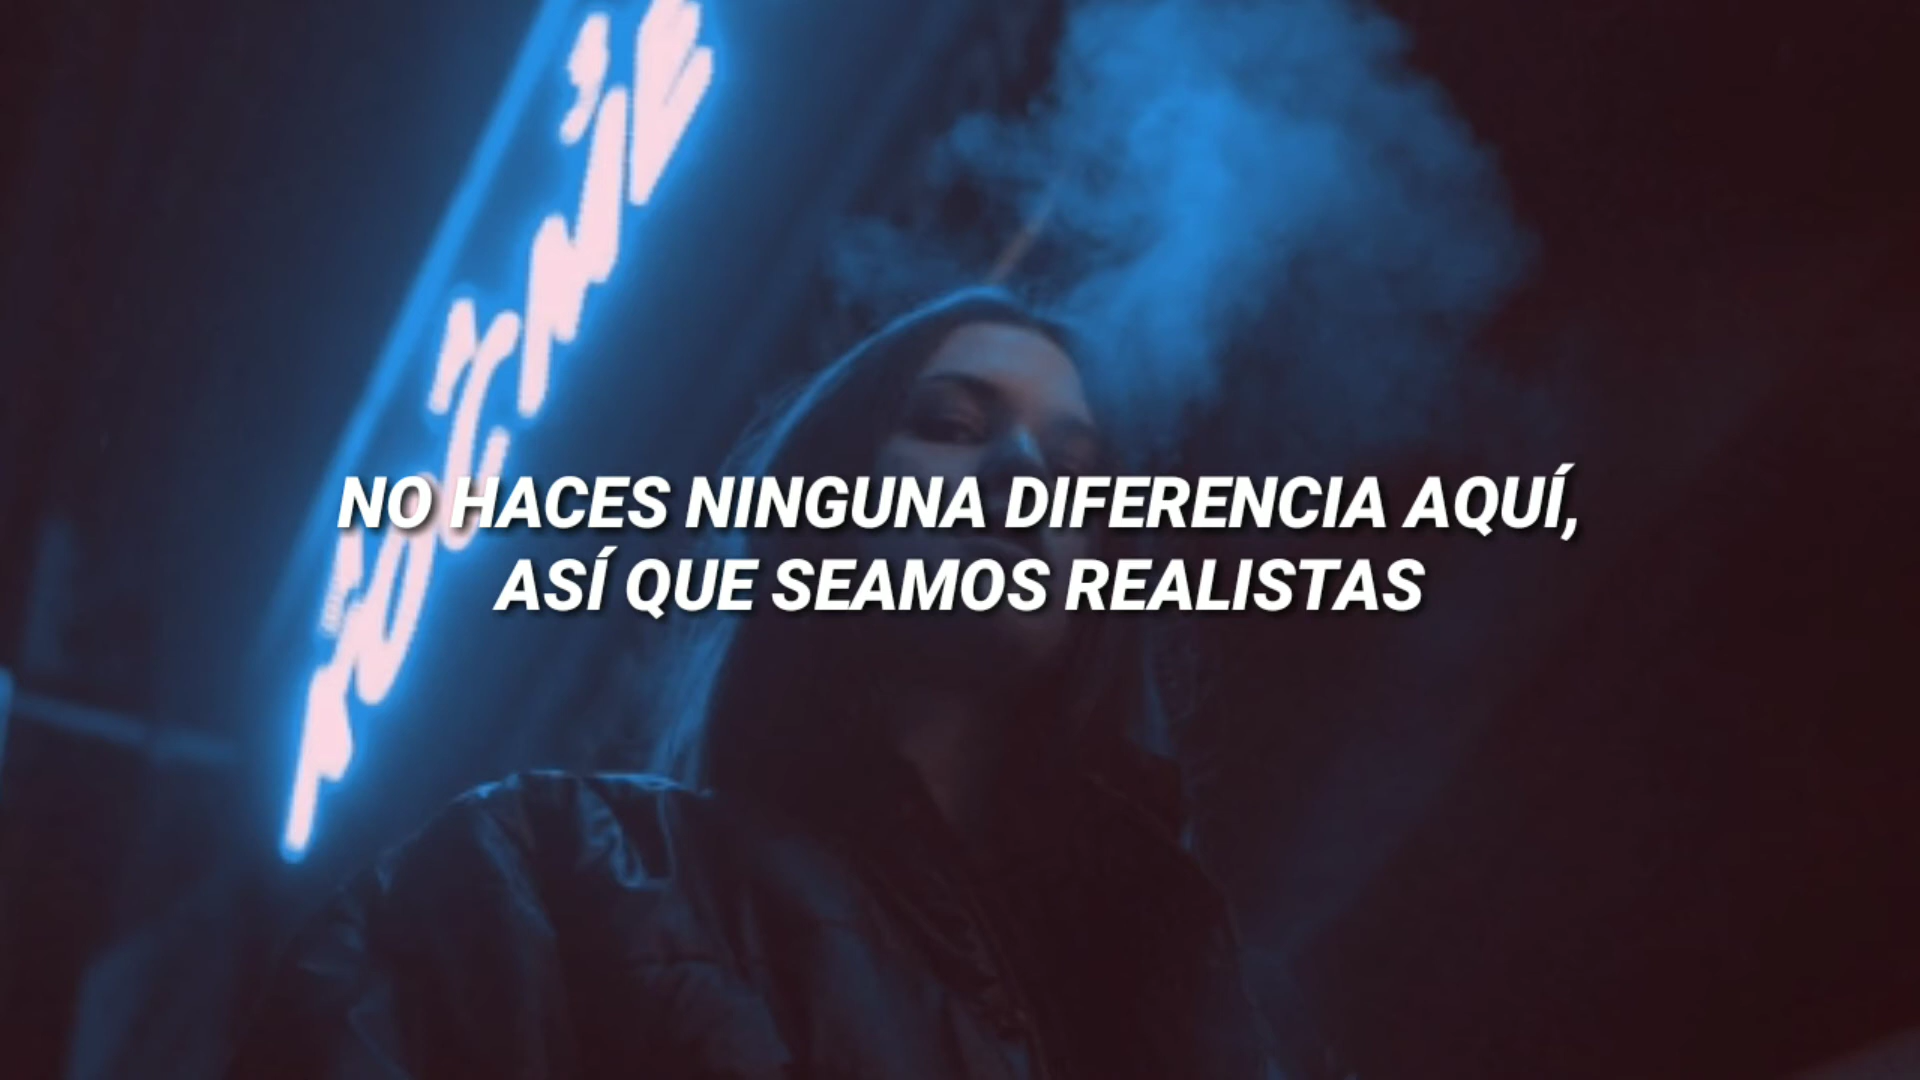 NO HACES NINGUNA DIFERENCIA AQUÍ,
ASÍ QUE SEAMOS REALISTAS